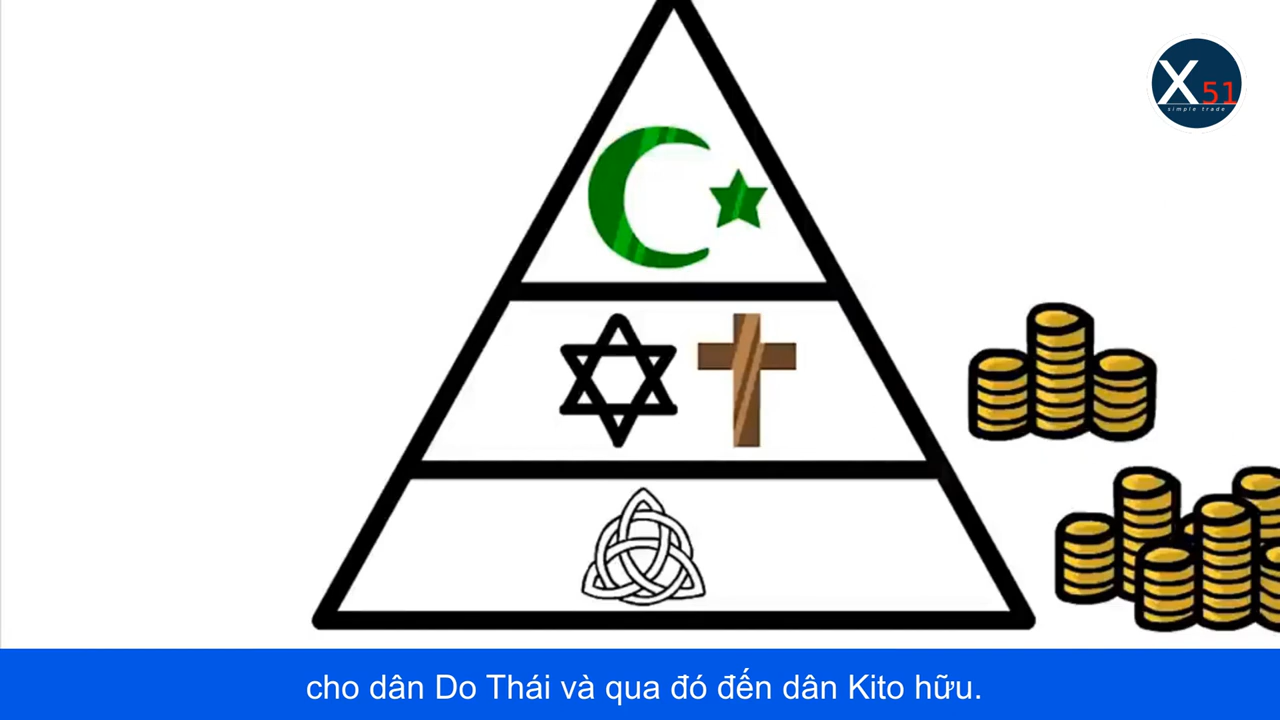 X51
simple trade
cho dân Do Thái và qua đó đến dân Kito hữu.